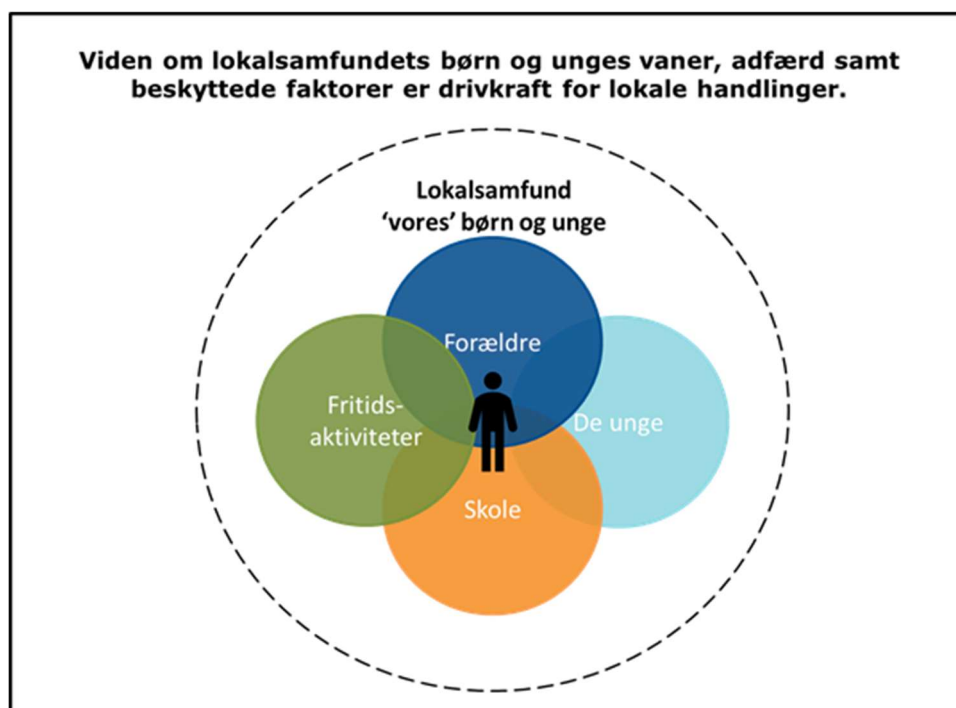 Viden om lokalsamfundets børn og unges vaner, adfærd samt
beskyttede faktorer er drivkraft for lokale handlinger.
Lokalsamfund
‘vores’ børn og unge
Forældre
Fritids-
aktiviteter
De unge
Skole